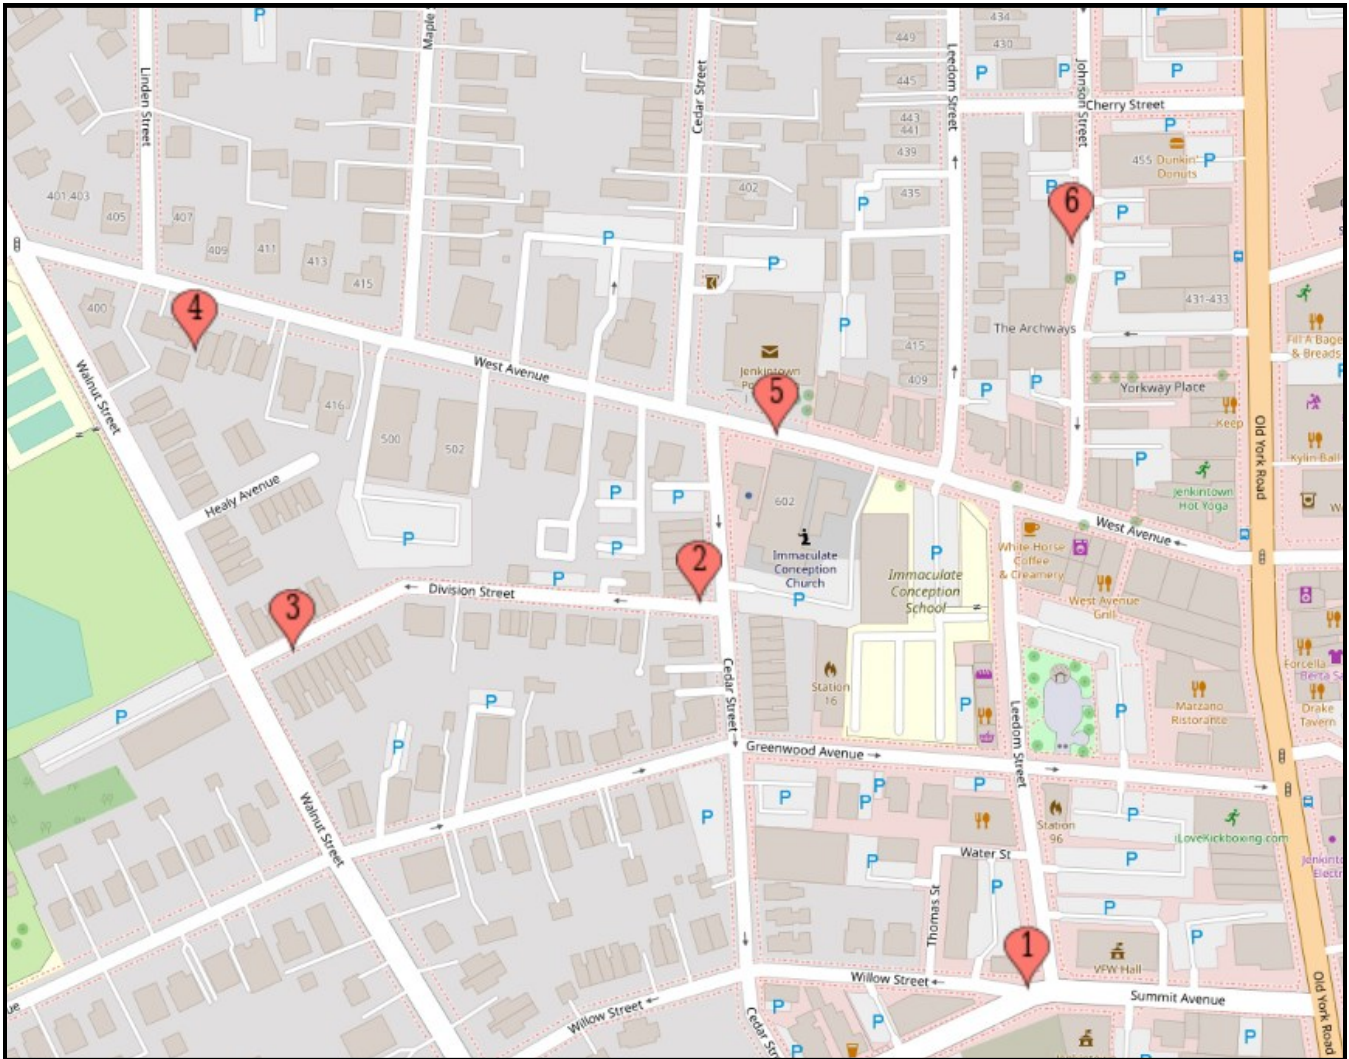 Linden Street
Maple
Cedar Street
449
445
443
441
439
435
415
409
Leedom Street
434
430
Johnson Street
Cherry Street
455
Dunkin'
Donuts
401,403
405
407
409
411
413
415
402
400
416
500
502
6
4
5
2
3
1
431-433
The Archways
Fill A Bage
& Breads
Jenkintown
West Avenue
Yorkway Place
Keep
Kylin Ball
Old York Road
Walnut Street
Healy Avenue
602
Immaculate
Conception
Church
Jenkintown
Hot Yoga
West Avenue
White Horse
Coffee
& Creamery
Immaculate
Conception
School
West Avenue
Grill
Division Street
Station
16
Cedar Street
Leedom Street
Forcella
Marzano
Ristorante
Drake
Tavern
Greenwood Avenue
Walnut Street
Station
96
iLoveKickboxing.com
Water St
Thomas St
VFW Hall
Willow Street
Willow Street
Summit Avenue
Cedar Str
Old York Road
P